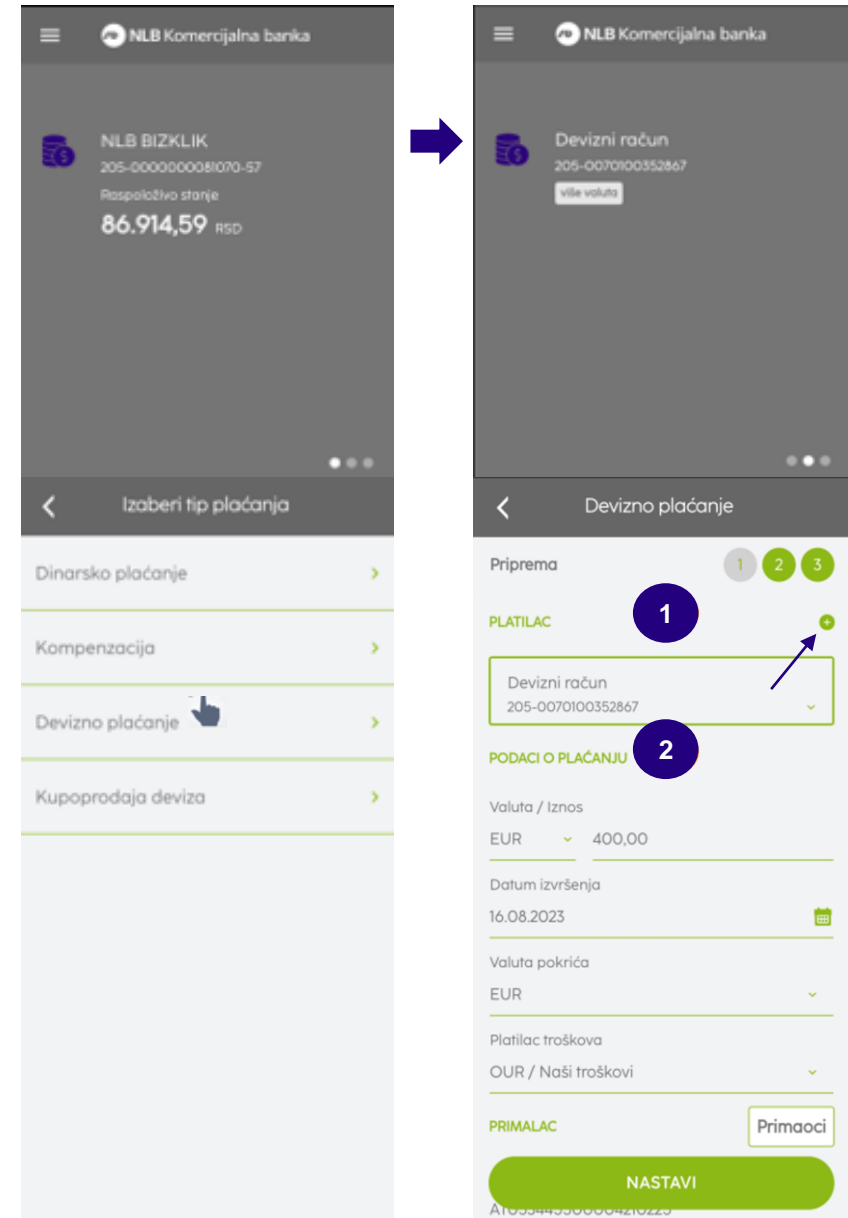 NLB Komercijalna banka
NLB BIZKLIK
205-0000000081070-57
Raspoloživo stanje
86.914,59 RSD
Izaberi tip plaćanja
Dinarsko plaćanje
Kompenzacija
Devizno plaćanje
Kupoprodaja deviza
NLB Komercijalna banka
Devizni račun
205-0070100352867
više valuta
Devizno plaćanje
Priprema 1 2 3
PLATILAC 1
Devizni račun
205-0070100352867
PODACI O PLAĆANJU 2
Valuta / Iznos
EUR 400,00
Datum izvršenja
16.08.2023
Valuta pokrića
EUR
Platilac troškova
OUR / Naši troškovi
PRIMALAC Primaoci
NASTAVI